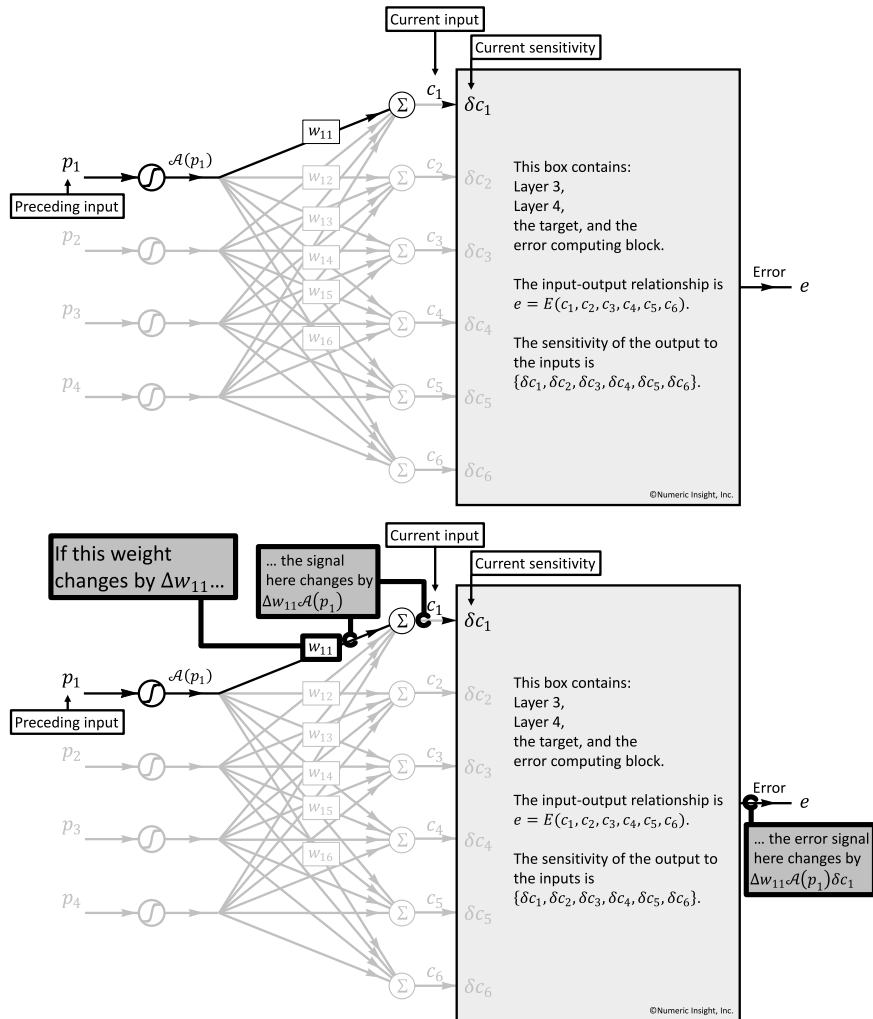 Current input
Current sensitivity
c₁
δc₁
w₁₁
p₁
𝒜(p₁)
Preceding input
w₁₂
c₂
δc₂
w₁₃
p₂
w₁₄
c₃
δc₃
w₁₅
p₃
w₁₆
c₄
δc₄
p₄
c₅
δc₅
c₆
δc₆
This box contains:
Layer 3,
Layer 4,
the target, and the
error computing block.
The input-output relationship is
e = E(c₁, c₂, c₃, c₄, c₅, c₆).
The sensitivity of the output to
the inputs is
{δc₁, δc₂, δc₃, δc₄, δc₅, δc₆}.
Error
e
©Numeric Insight, Inc.
Current input
Current sensitivity
If this weight
changes by Δw₁₁...
... the signal
here changes by
Δw₁₁𝒜(p₁)
c₁
δc₁
Σ
Σ
Σ
Σ
Σ
Σ
Σ
Σ
Σ
Σ
Σ
Σ
w₁₁
p₁
𝒜(p₁)
Preceding input
w₁₂
c₂
δc₂
w₁₃
p₂
w₁₄
c₃
δc₃
w₁₅
p₃
w₁₆
c₄
δc₄
p₄
c₅
δc₅
c₆
δc₆
This box contains:
Layer 3,
Layer 4,
the target, and the
error computing block.
The input-output relationship is
e = E(c₁, c₂, c₃, c₄, c₅, c₆).
The sensitivity of the output to
the inputs is
{δc₁, δc₂, δc₃, δc₄, δc₅, δc₆}.
Error
e
... the error signal
here changes by
Δw₁₁𝒜(p₁)δc₁
©Numeric Insight, Inc.